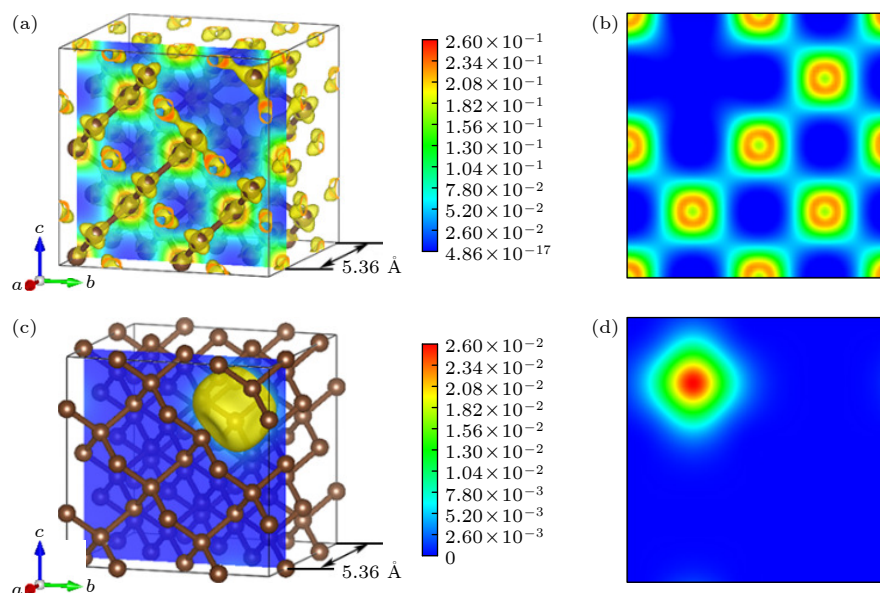 (a)
2.60×10⁻¹
2.34×10⁻¹
2.08×10⁻¹
1.82×10⁻¹
1.56×10⁻¹
1.30×10⁻¹
1.04×10⁻¹
7.80×10⁻²
5.20×10⁻²
2.60×10⁻²
4.86×10⁻¹⁷
c
a
b
5.36 Å
(b)
(c)
2.60×10⁻²
2.34×10⁻²
2.08×10⁻²
1.82×10⁻²
1.56×10⁻²
1.30×10⁻²
1.04×10⁻²
7.80×10⁻³
5.20×10⁻³
2.60×10⁻³
0
c
a
b
5.36 Å
(d)